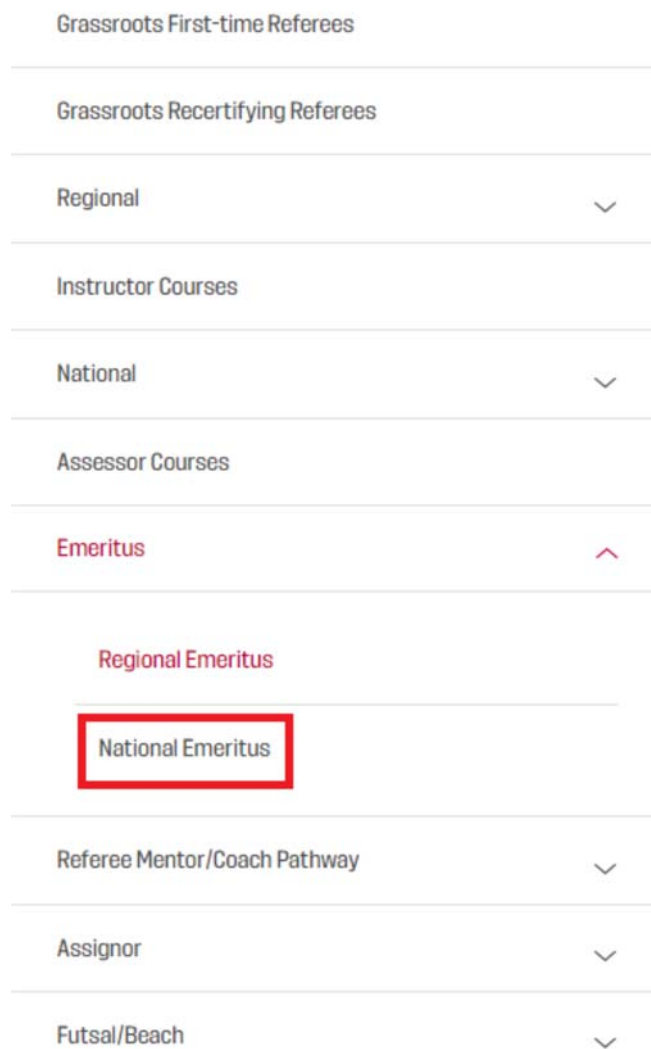 Grassroots First-time Referees
Grassroots Recertifying Referees
Regional
Instructor Courses
National
Assessor Courses
Emeritus
Regional Emeritus
National Emeritus
Referee Mentor/Coach Pathway
Assignor
Futsal/Beach